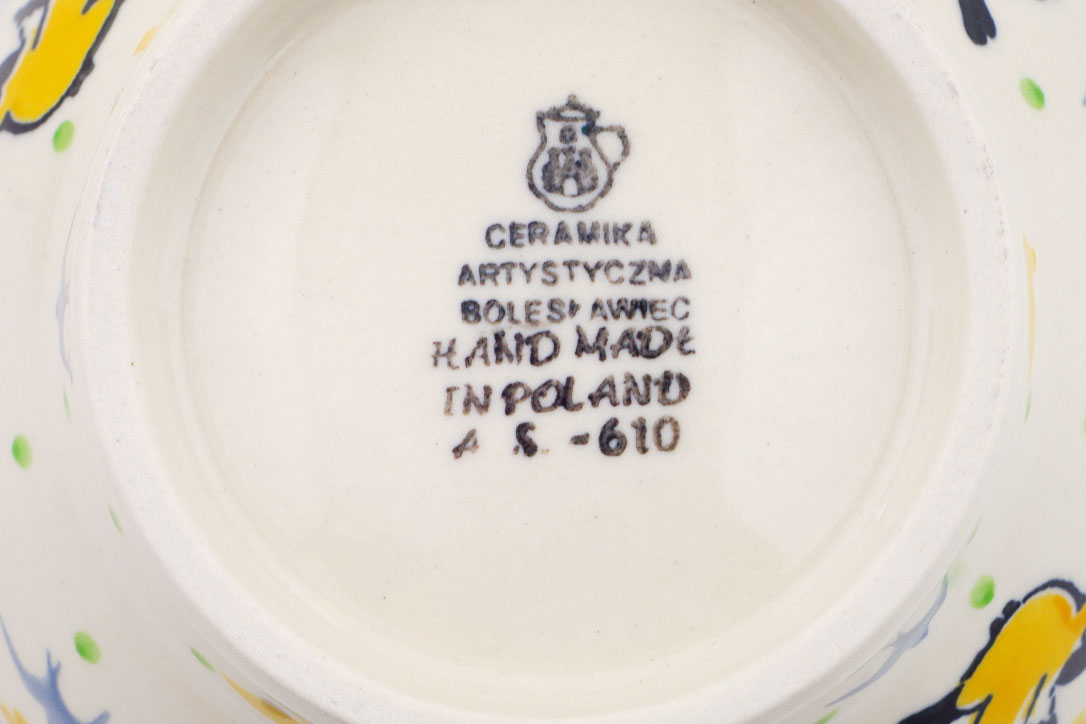 CERAMIKA
ARTYSTYCZNA
BOLESŁAWIEC
HAND MADE
IN POLAND
A S. -610